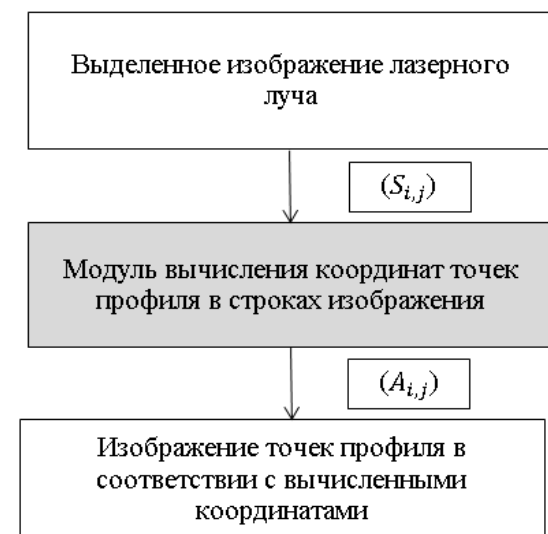 Выделенное изображение лазерного
луча
(S_{i,j})
Модуль вычисления координат точек
профиля в строках изображения
(A_{i,j})
Изображение точек профиля в
соответствии с вычисленными
координатами